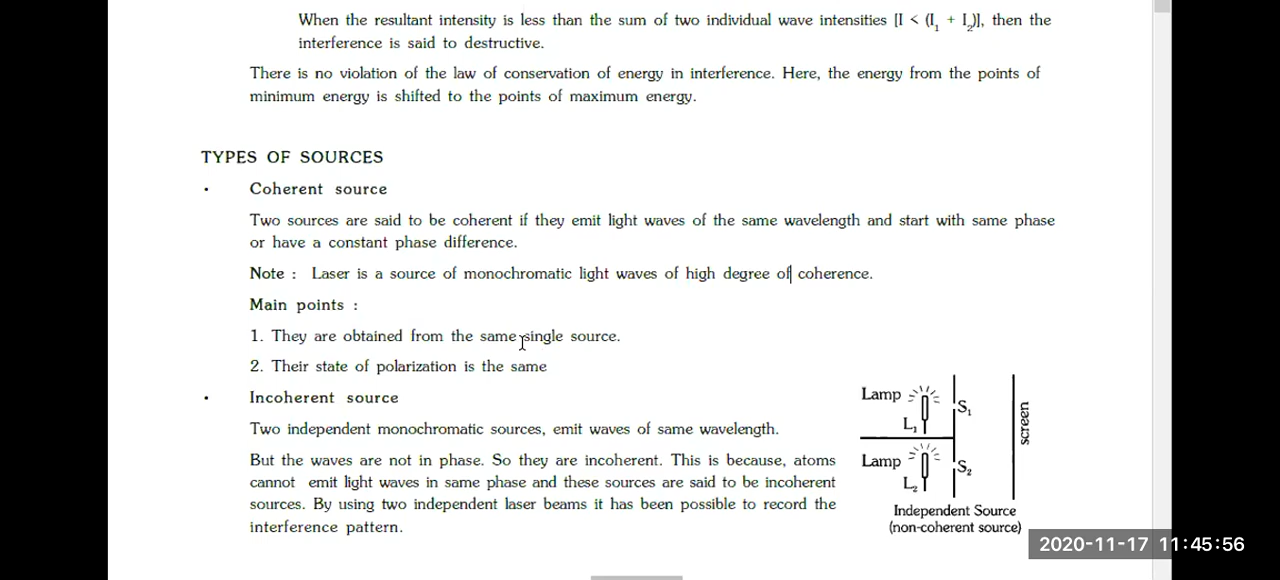 When the resultant intensity is less than the sum of two individual wave intensities [I < (I₁ + I₂)], then the
interference is said to destructive.
There is no violation of the law of conservation of energy in interference. Here, the energy from the points of
minimum energy is shifted to the points of maximum energy.
TYPES OF SOURCES
• Coherent source
Two sources are said to be coherent if they emit light waves of the same wavelength and start with same phase
or have a constant phase difference.
Note : Laser is a source of monochromatic light waves of high degree of coherence.
Main points :
1. They are obtained from the same single source.
2. Their state of polarization is the same
• Incoherent source
Two independent monochromatic sources, emit waves of same wavelength.
But the waves are not in phase. So they are incoherent. This is because, atoms
cannot emit light waves in same phase and these sources are said to be incoherent
sources. By using two independent laser beams it has been possible to record the
interference pattern.
Lamp
L₁
S₁
Lamp
L₂
S₂
screen
Independent Source
(non-coherent source)
2020-11-17 11:45:56